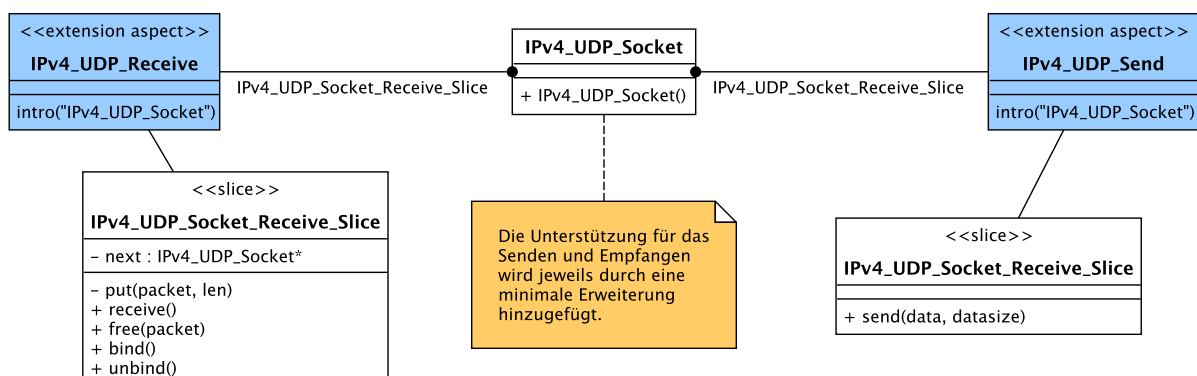 <<extension aspect>>
IPv4_UDP_Receive
intro("IPv4_UDP_Socket")
IPv4_UDP_Socket_Receive_Slice
IPv4_UDP_Socket
+ IPv4_UDP_Socket()
IPv4_UDP_Socket_Receive_Slice
<<extension aspect>>
IPv4_UDP_Send
intro("IPv4_UDP_Socket")
<<slice>>
IPv4_UDP_Socket_Receive_Slice
– next : IPv4_UDP_Socket*
– put(packet, len)
+ receive()
+ free(packet)
+ bind()
+ unbind()
Die Unterstützung für das
Senden und Empfangen
wird jeweils durch eine
minimale Erweiterung
hinzugefügt.
<<slice>>
IPv4_UDP_Socket_Receive_Slice
+ send(data, datasize)